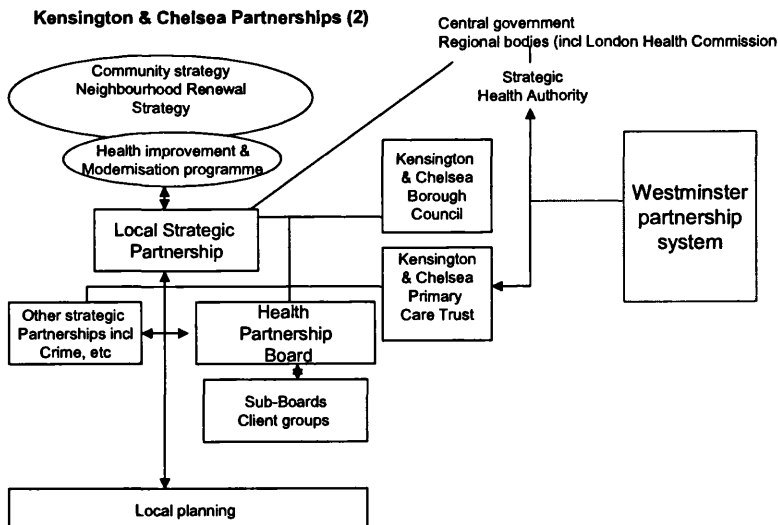 Kensington & Chelsea Partnerships (2)
Central government
Regional bodies (incl London Health Commission
Strategic
Health Authority
Community strategy
Neighbourhood Renewal
Strategy
Health improvement &
Modernisation programme
Kensington
& Chelsea
Borough
Council
Westminster
partnership
system
Local Strategic
Partnership
Kensington
& Chelsea
Primary
Care Trust
Other strategic
Partnerships incl
Crime, etc
Health
Partnership
Board
Sub-Boards
Client groups
Local planning